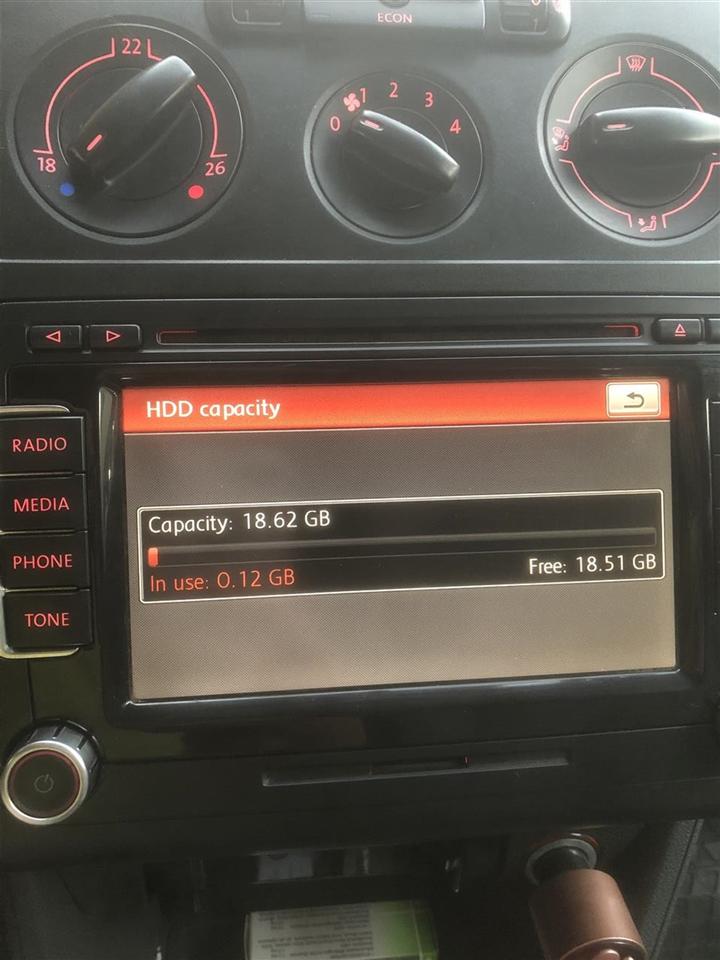 ECON
22
18
26
0
1
2
3
4
HDD capacity
RADIO
MEDIA
PHONE
TONE
Capacity: 18.62 GB
In use: 0.12 GB
Free: 18.51 GB